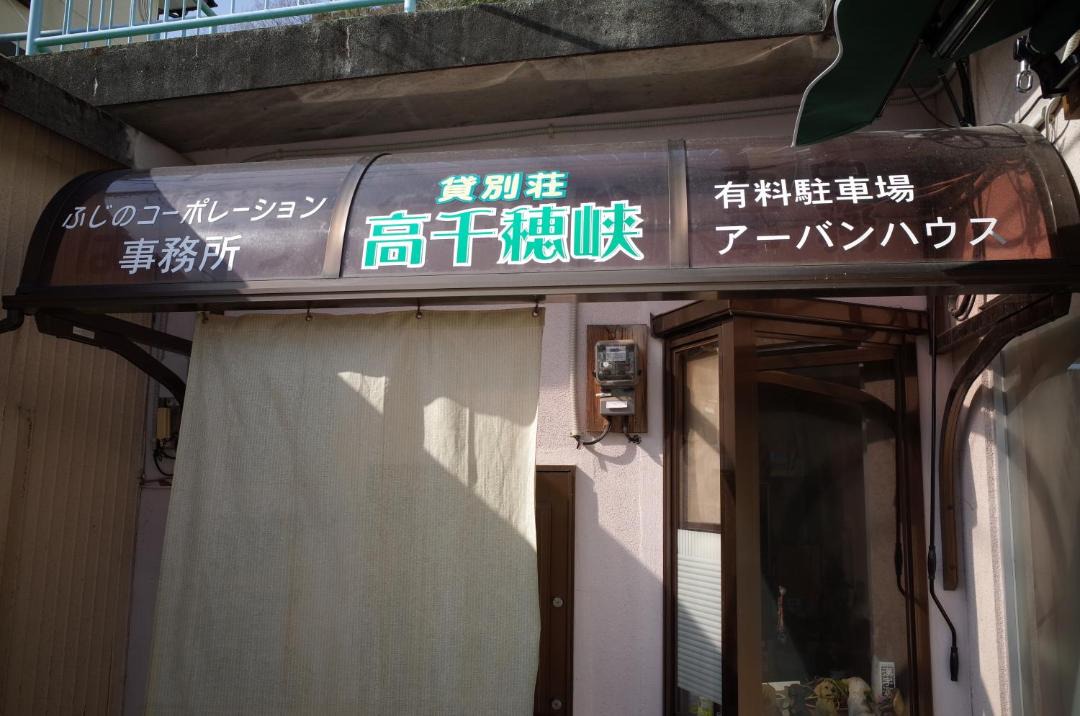 ふじのコーポレーション
事務所
貸別荘
高千穂峡
有料駐車場
アーバンハウス